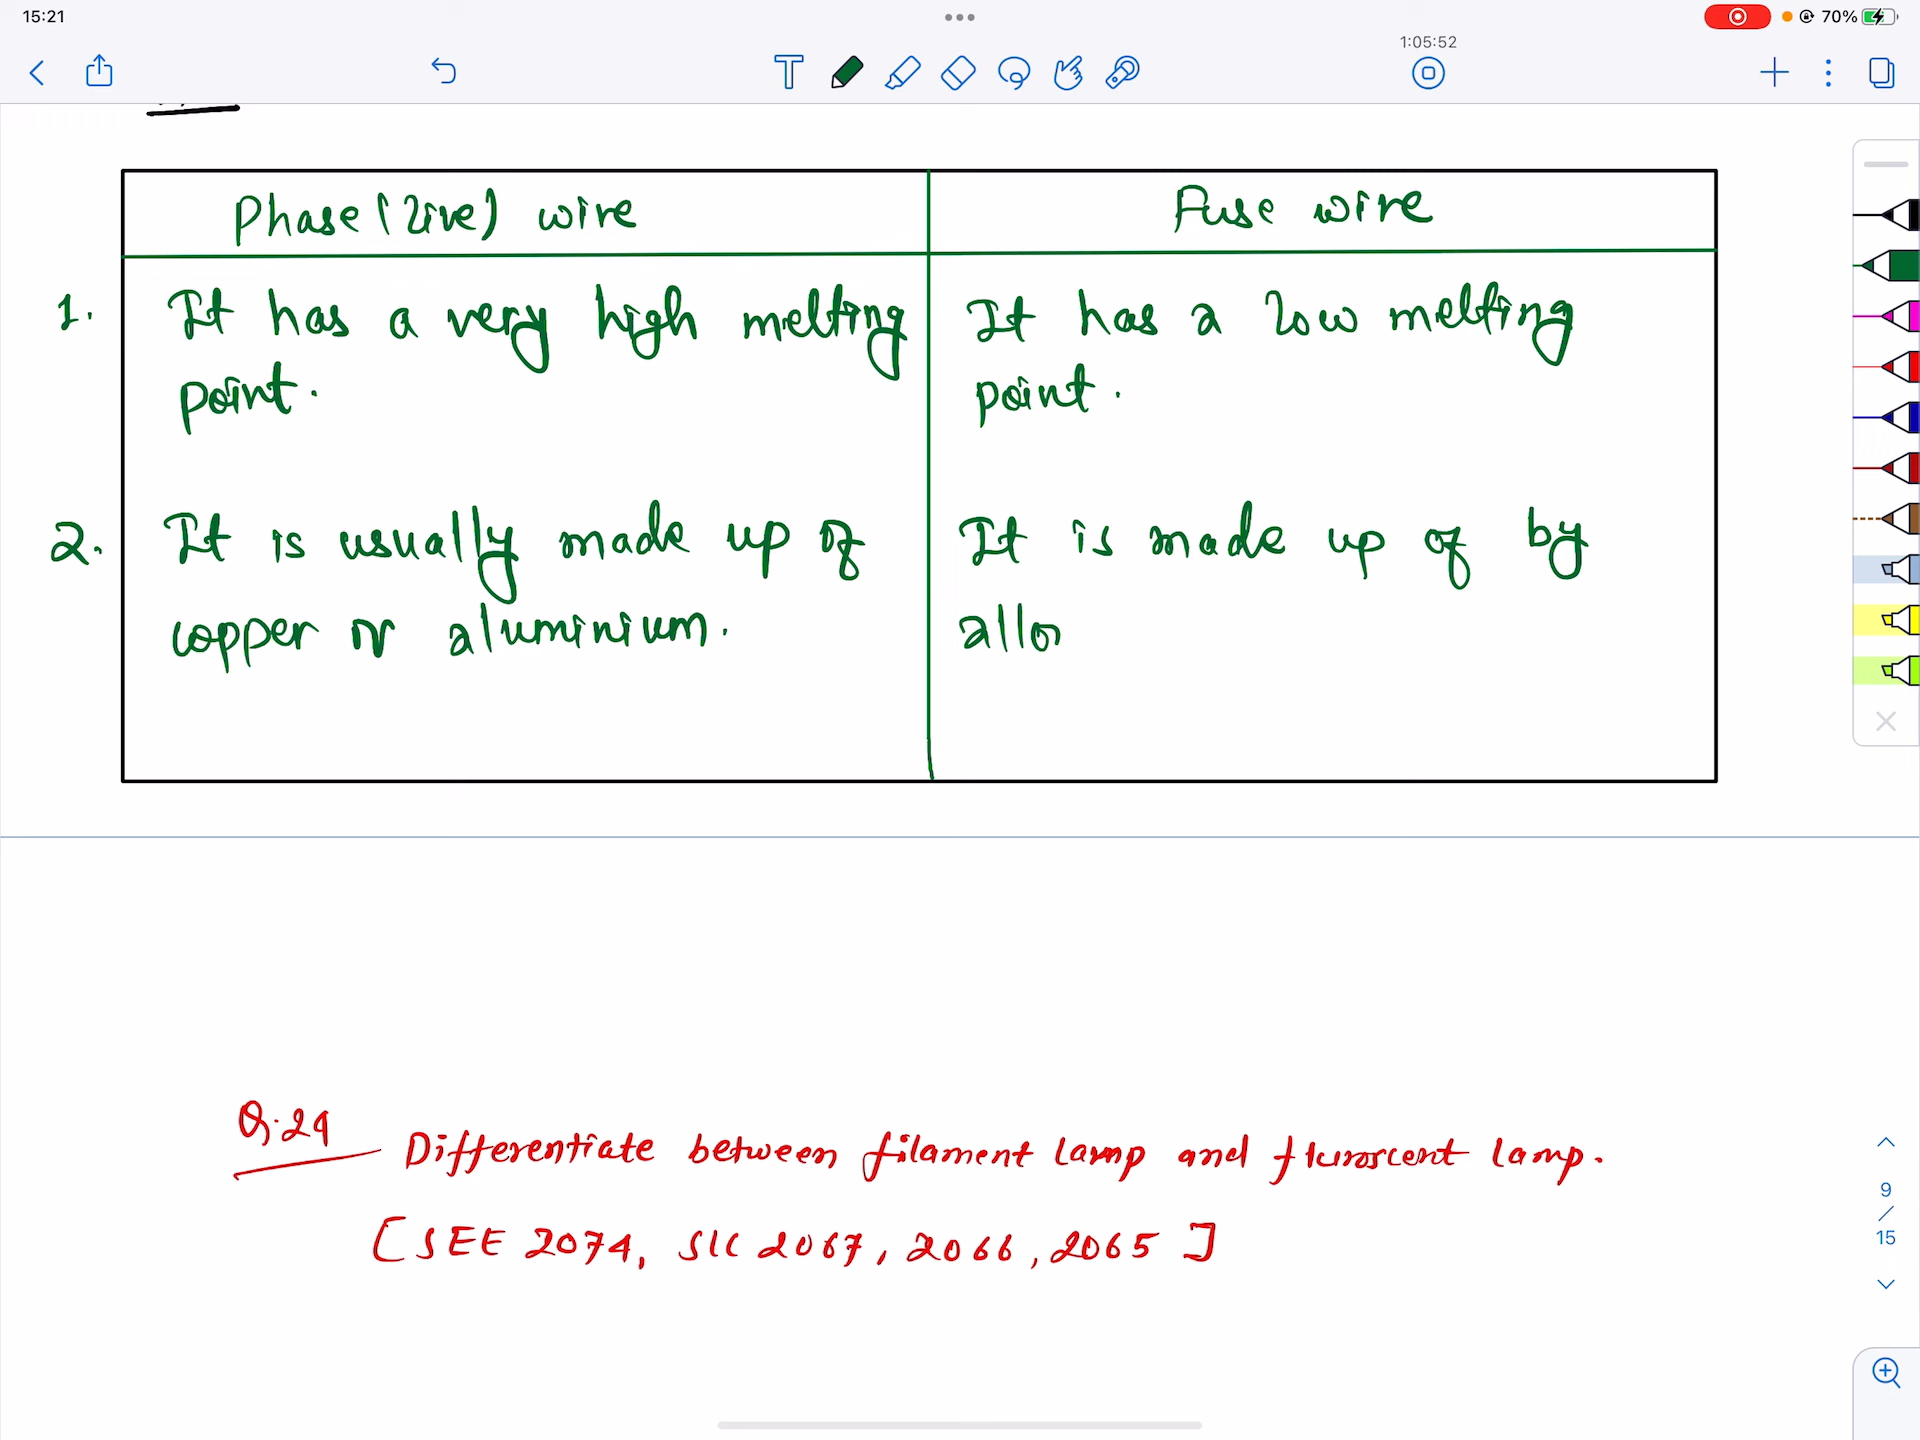 15:21
70%
1:05:52
Phase (Live) wire
Fuse wire
1. It has a very high melting
point.
It has a low melting
point.
2. It is usually made up of
copper or aluminium.
It is made up of by
allo
Q.29 Differentiate between filament lamp and fluroscent lamp.
[SEE 2074, SLC 2067, 2066, 2065]
9
/
15